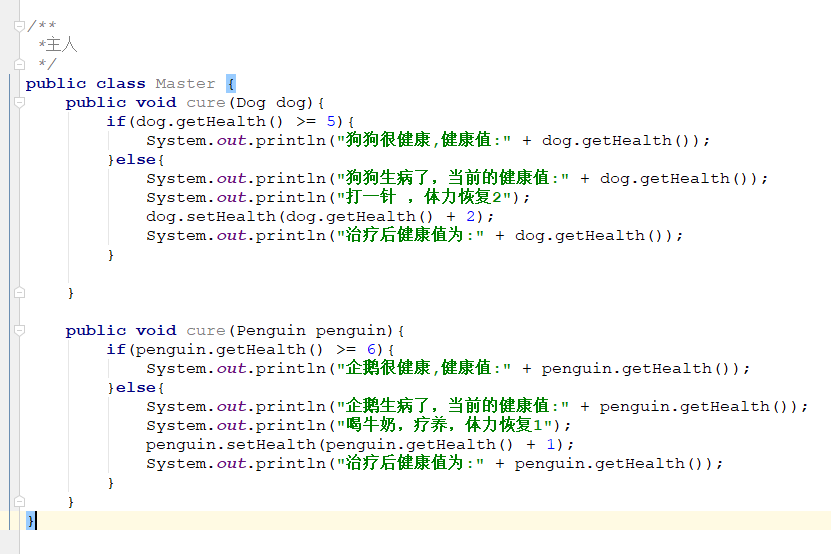 /**
 *主人
 */
public class Master {
    public void cure(Dog dog){
        if(dog.getHealth() >= 5){
            System.out.println("狗狗很健康,健康值:" + dog.getHealth());
        }else{
            System.out.println("狗狗生病了，当前的健康值:" + dog.getHealth());
            System.out.println("打一针 ，体力恢复2");
            dog.setHealth(dog.getHealth() + 2);
            System.out.println("治疗后健康值为:" + dog.getHealth());
        }
    }
    public void cure(Penguin penguin){
        if(penguin.getHealth() >= 6){
            System.out.println("企鹅很健康,健康值:" + penguin.getHealth());
        }else{
            System.out.println("企鹅生病了，当前的健康值:" + penguin.getHealth());
            System.out.println("喝牛奶，疗养，体力恢复1");
            penguin.setHealth(penguin.getHealth() + 1);
            System.out.println("治疗后健康值为:" + penguin.getHealth());
        }
    }
}